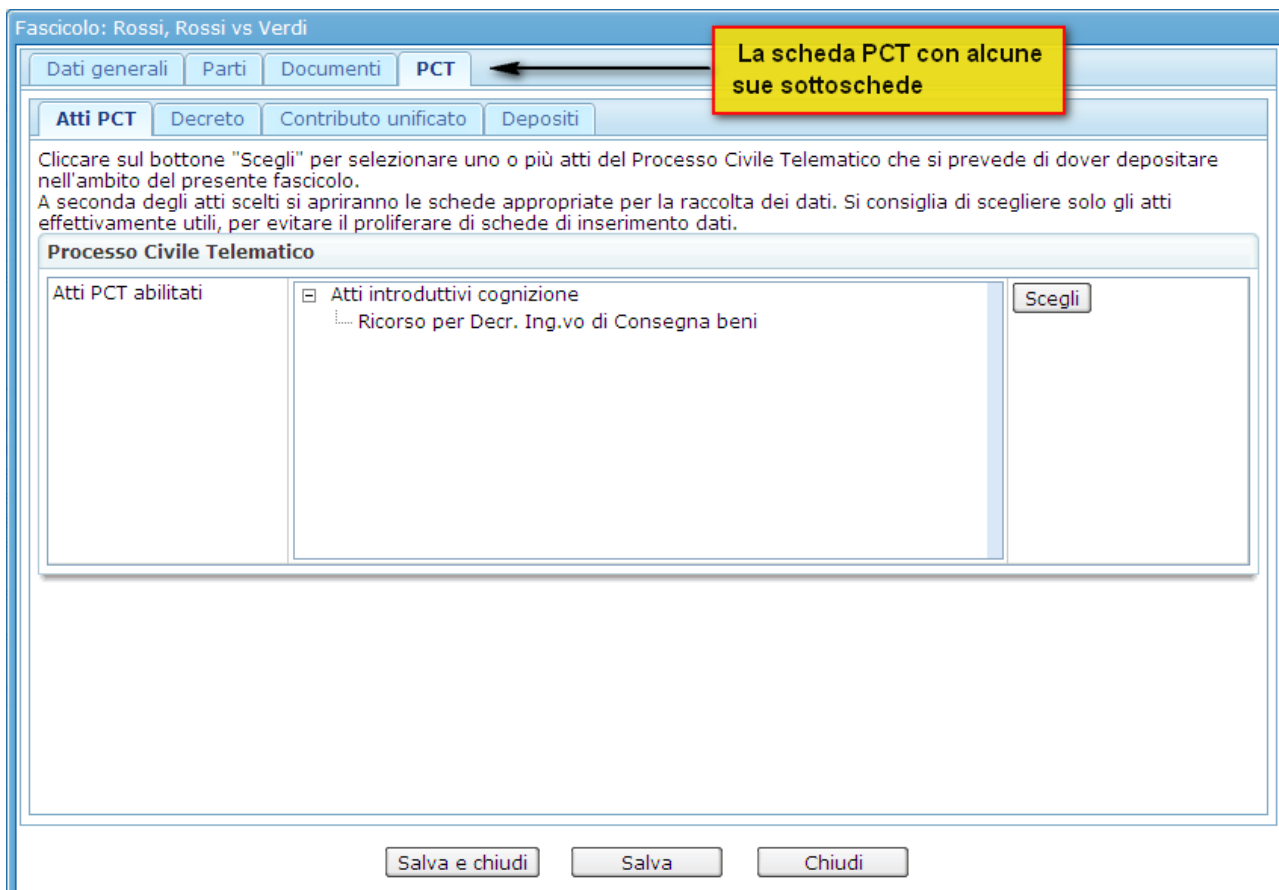 Fascicolo: Rossi, Rossi vs Verdi
Dati generali Parti Documenti PCT
La scheda PCT con alcune
sue sottoschede
Atti PCT Decreto Contributo unificato Depositi
Cliccare sul bottone "Scegli" per selezionare uno o più atti del Processo Civile Telematico che si prevede di dover depositare
nell'ambito del presente fascicolo.
A seconda degli atti scelti si apriranno le schede appropriate per la raccolta dei dati. Si consiglia di scegliere solo gli atti
effettivamente utili, per evitare il proliferare di schede di inserimento dati.
Processo Civile Telematico
Atti PCT abilitati
Atti introduttivi cognizione
Ricorso per Decr. Ing.vo di Consegna beni
Scegli
Salva e chiudi Salva Chiudi